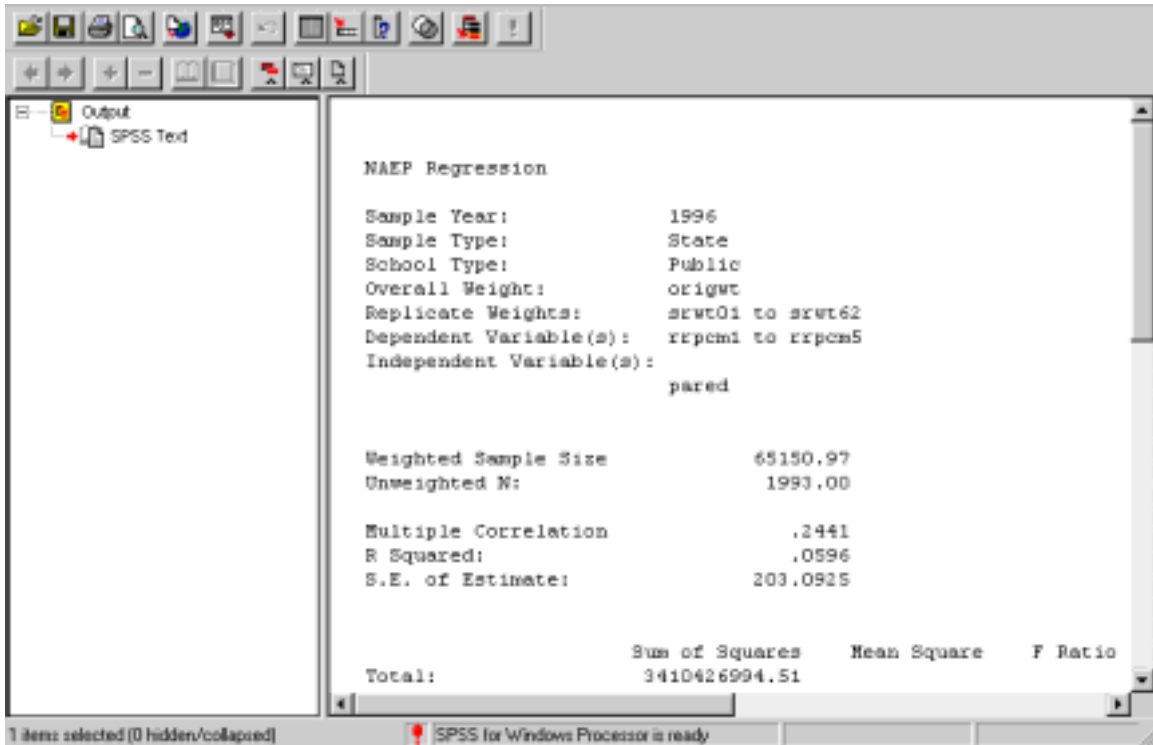 Output
SPSS Text
NAEP Regression
Sample Year: 1996
Sample Type: State
School Type: Public
Overall Weight: origwt
Replicate Weights: srwt01 to srwt62
Dependent Variable(s): rrpcm1 to rrpcm5
Independent Variable(s):
pared
Weighted Sample Size 65150.97
Unweighted N: 1993.00
Multiple Correlation .2441
R Squared: .0596
S.E. of Estimate: 203.0925
Sum of Squares Mean Square F Ratio
Total: 3410426994.51
1 items selected (0 hidden/collapsed) SPSS for Windows Processor is ready